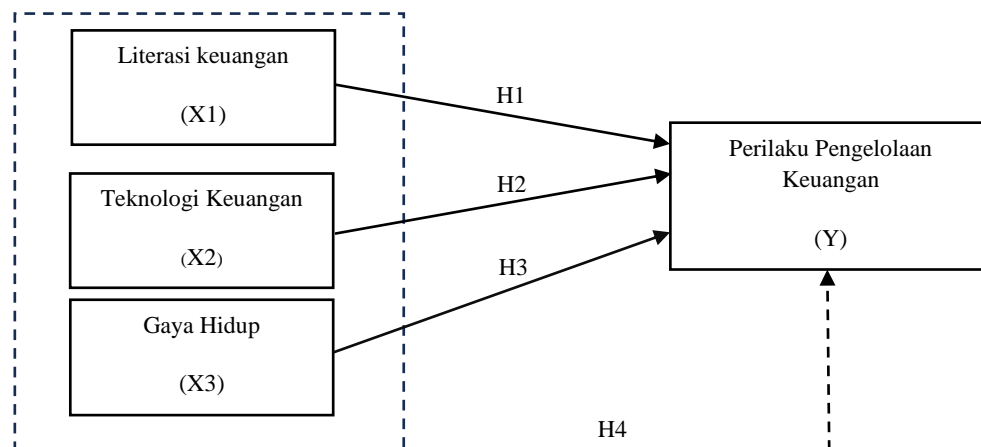 Literasi keuangan
(X1)
H1
Perilaku Pengelolaan
Keuangan
(Y)
Teknologi Keuangan
(X2)
H2
H3
Gaya Hidup
(X3)
H4